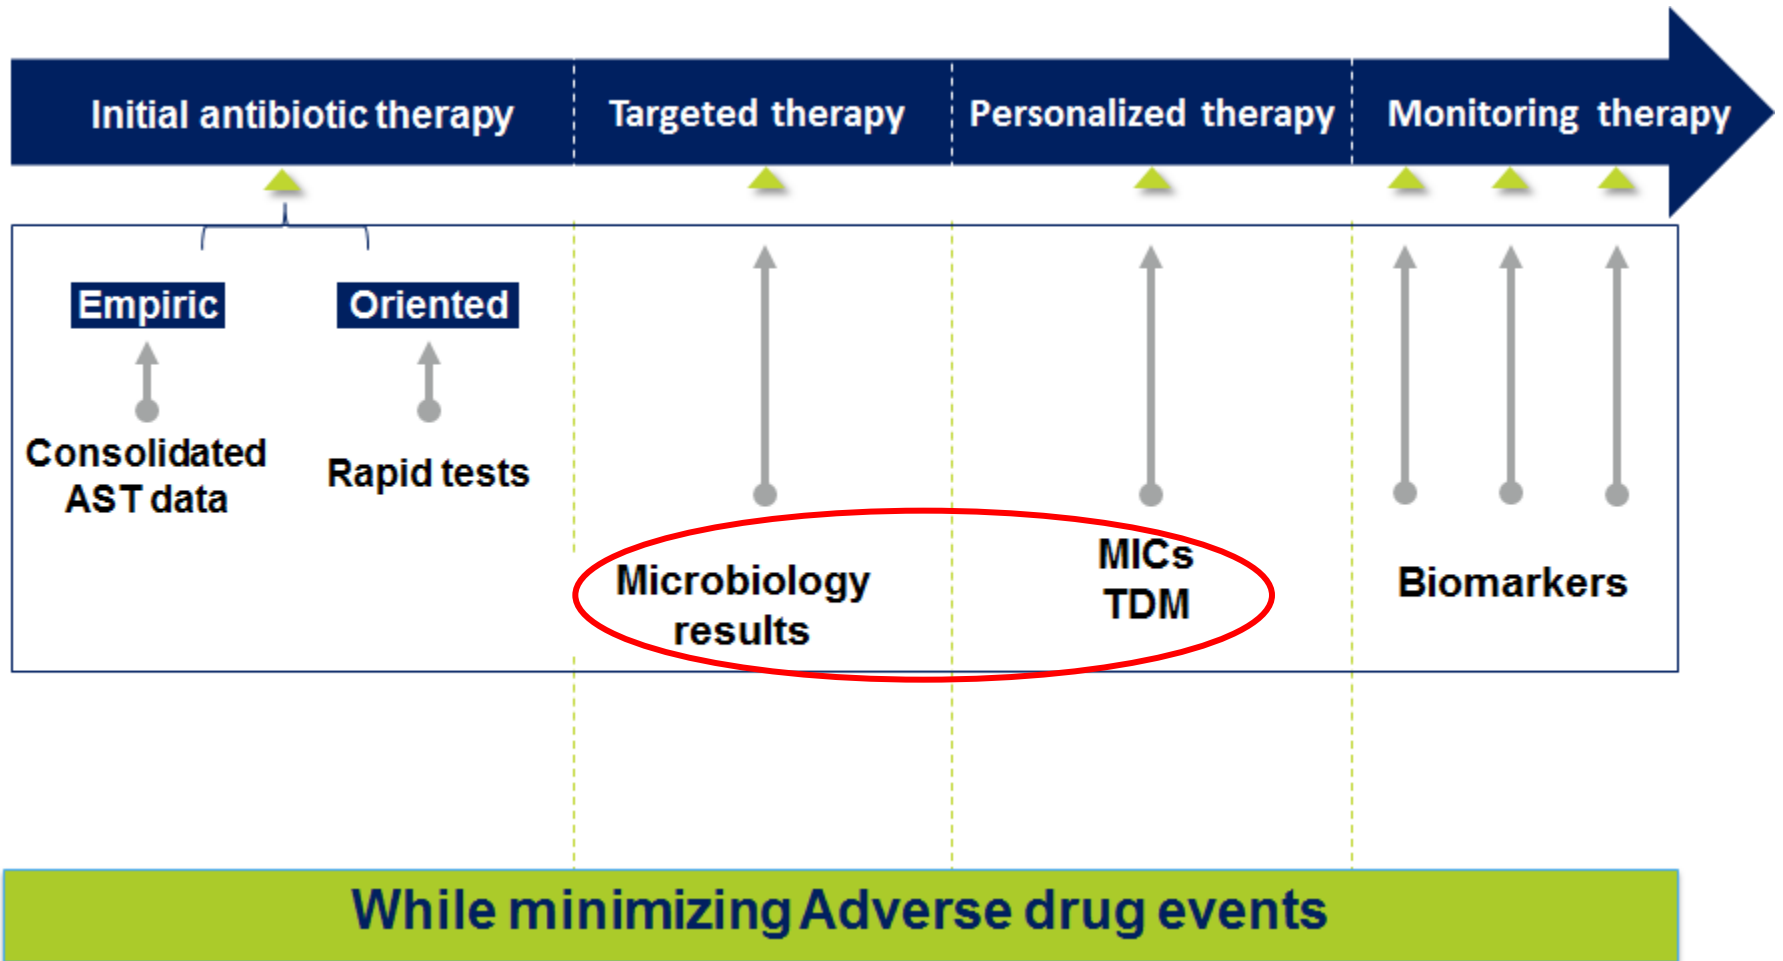 Initial antibiotic therapy
Targeted therapy
Personalized therapy
Monitoring therapy
Empiric
Oriented
Consolidated
AST data
Rapid tests
Microbiology
results
MICs
TDM
Biomarkers
While minimizing Adverse drug events